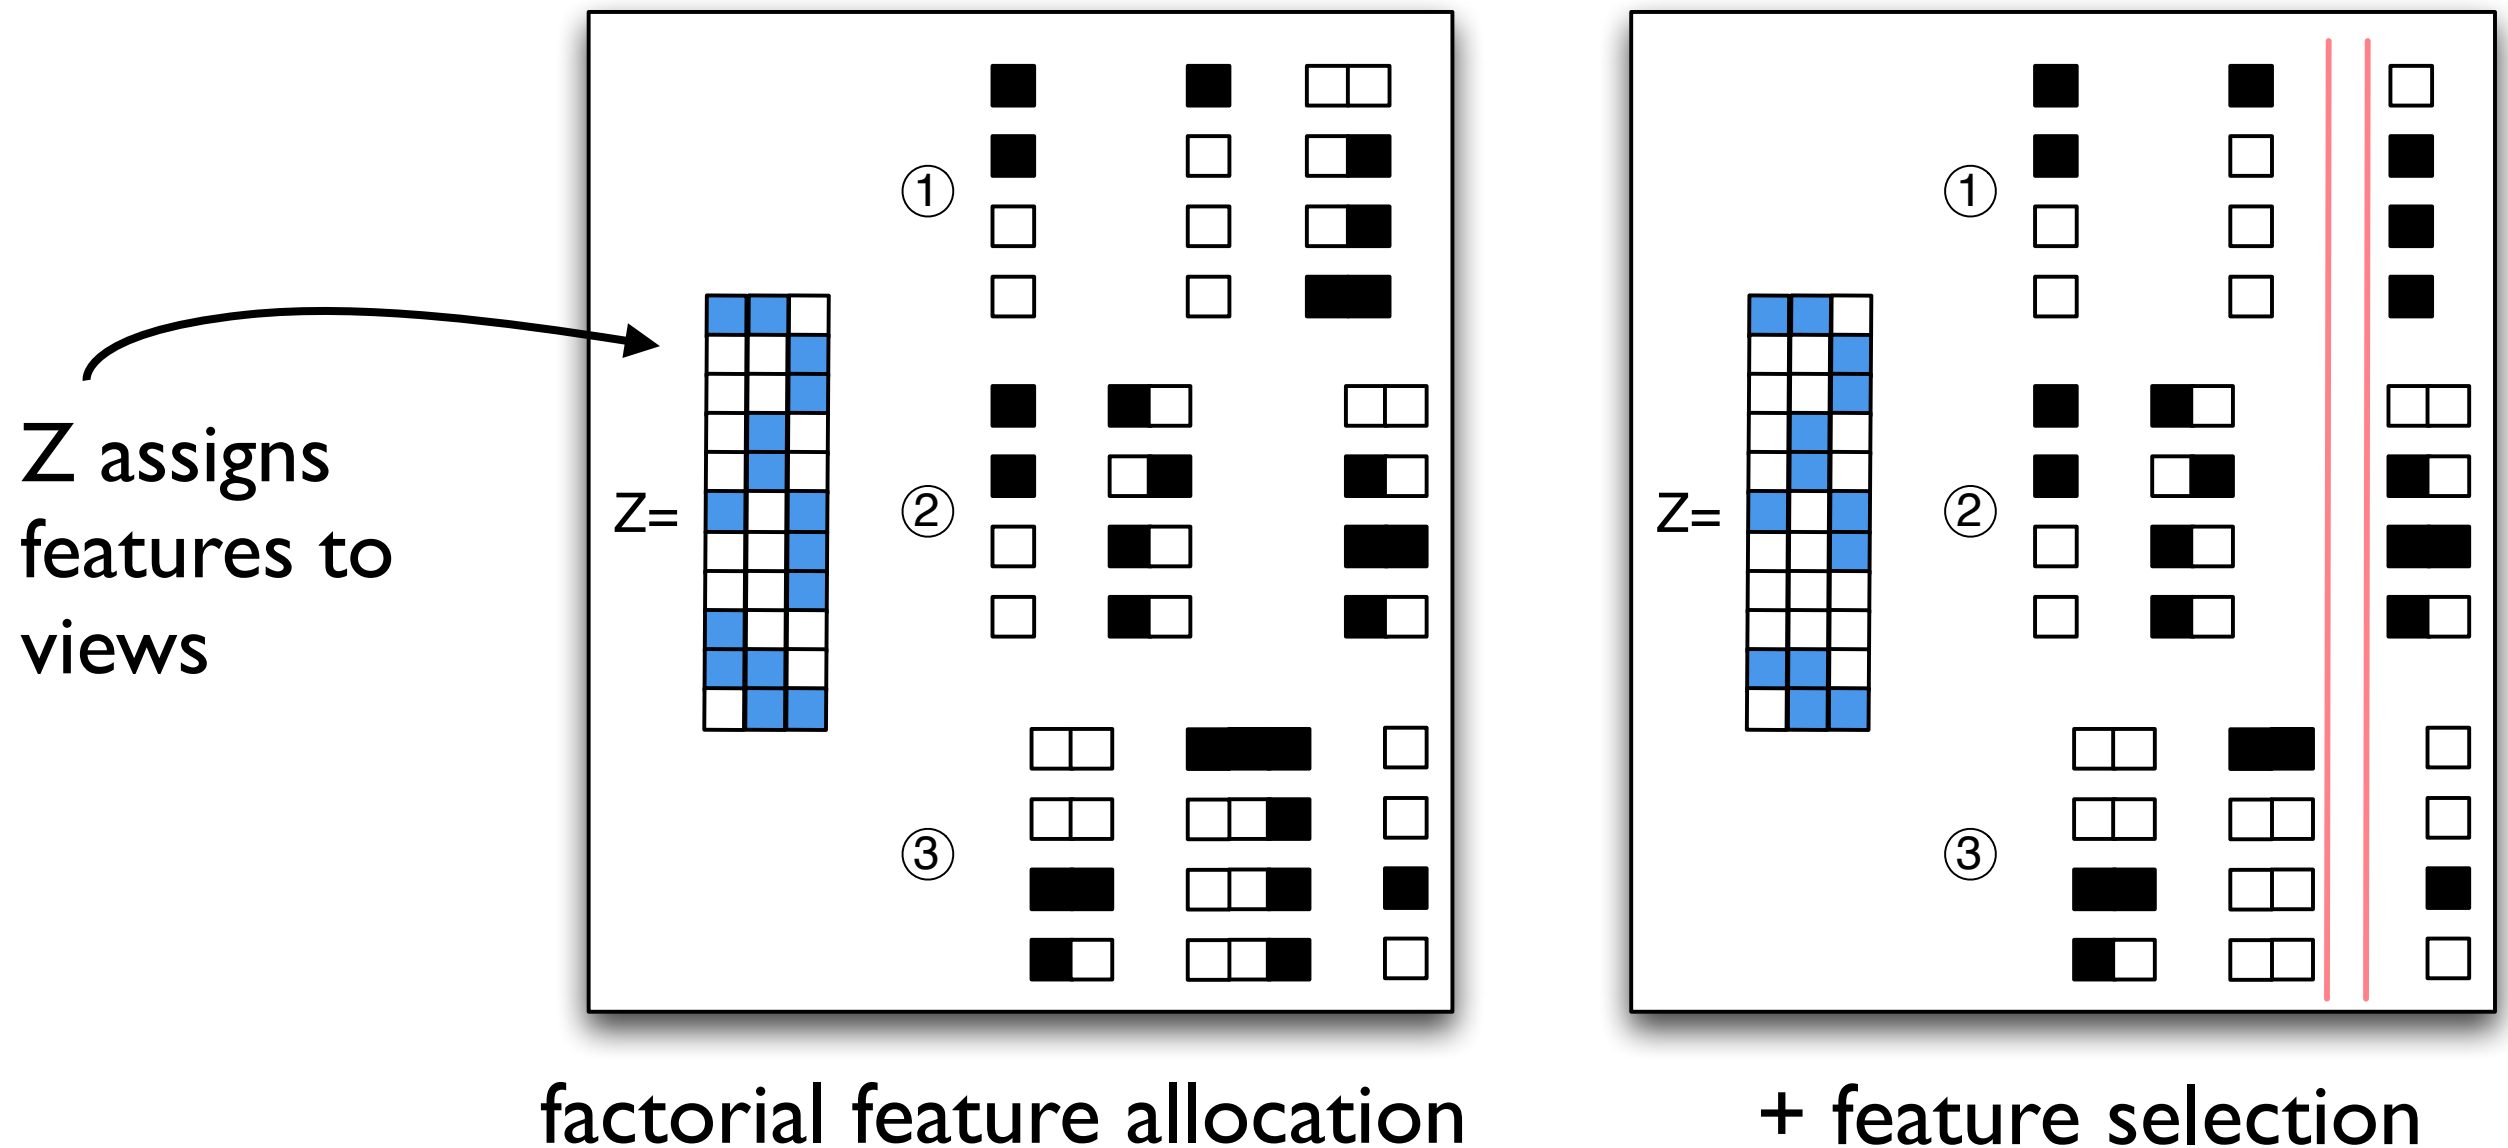 Z assigns
features to
views
Z=
①
②
③
Z=
①
②
③
factorial feature allocation
+ feature selection